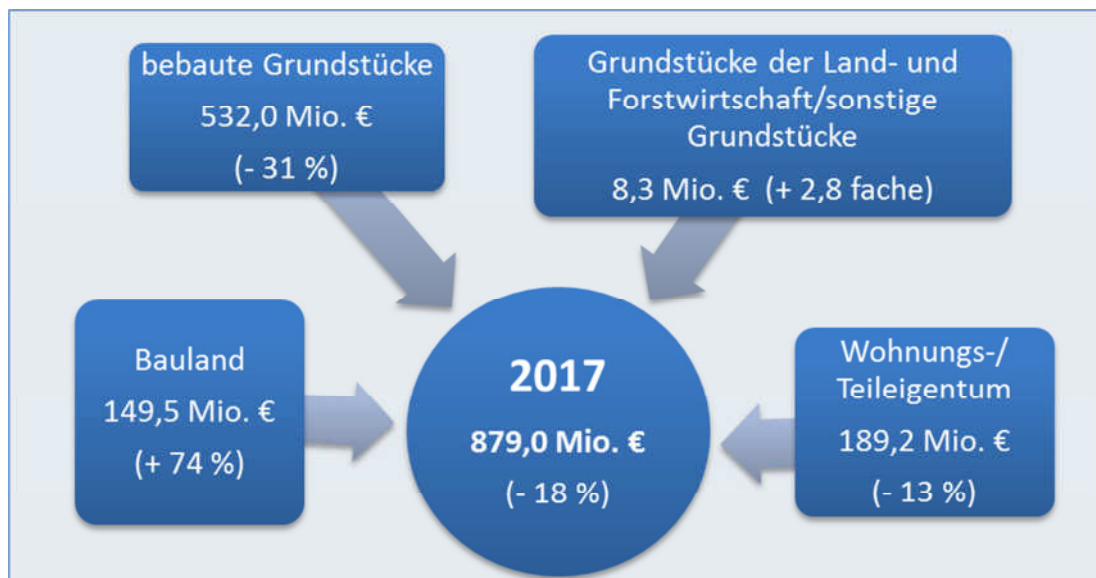 bebaute Grundstücke
532,0 Mio. €
(- 31 %)
Grundstücke der Land- und
Forstwirtschaft/sonstige
Grundstücke
8,3 Mio. € (+ 2,8 fache)
Bauland
149,5 Mio. €
(+ 74 %)
2017
879,0 Mio. €
(- 18 %)
Wohnungs-/
Teileigentum
189,2 Mio. €
(- 13 %)